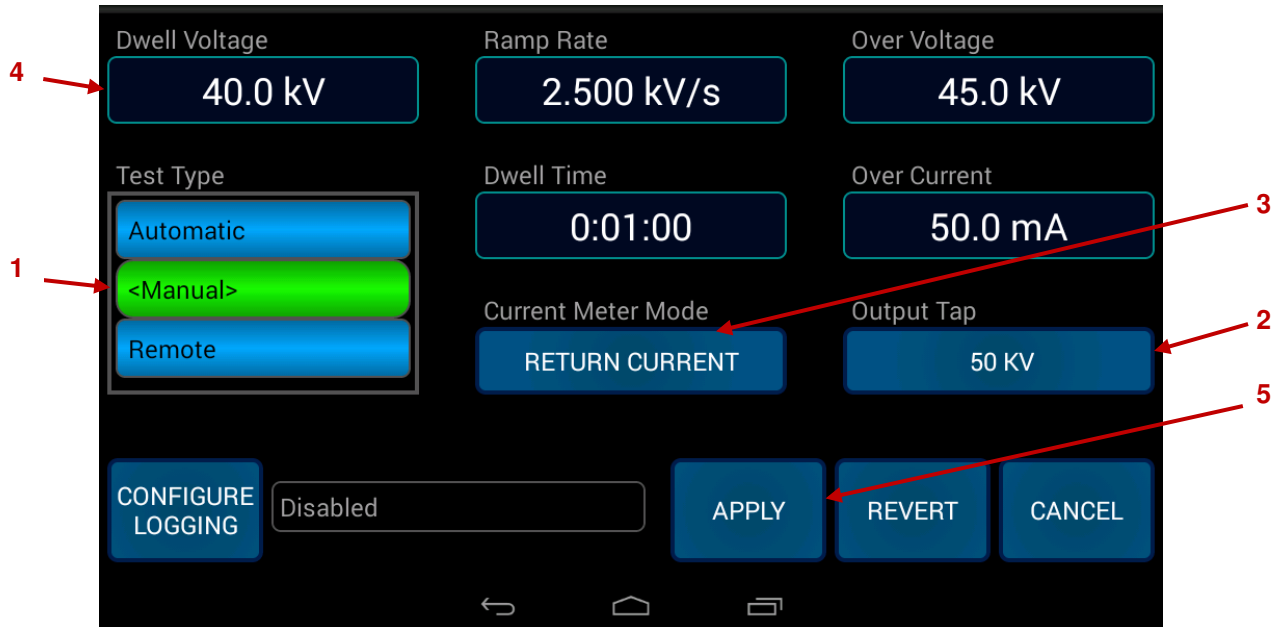 Dwell Voltage
Ramp Rate
Over Voltage
4
40.0 kV
2.500 kV/s
45.0 kV
Test Type
Dwell Time
Over Current
Automatic
0:01:00
50.0 mA
3
1
<Manual>
Current Meter Mode
Output Tap
2
Remote
RETURN CURRENT
50 KV
5
CONFIGURE
LOGGING
Disabled
APPLY
REVERT
CANCEL